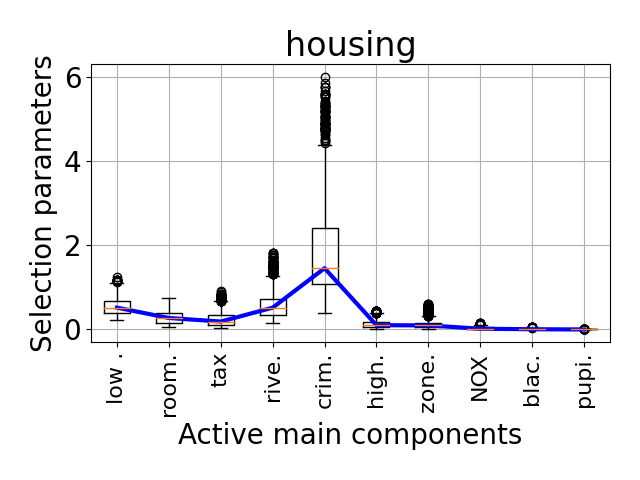 housing
Selection parameters
6
4
2
0
low .
room.
tax
rive.
crim.
high.
zone.
NOX
blac.
pupi.
Active main components